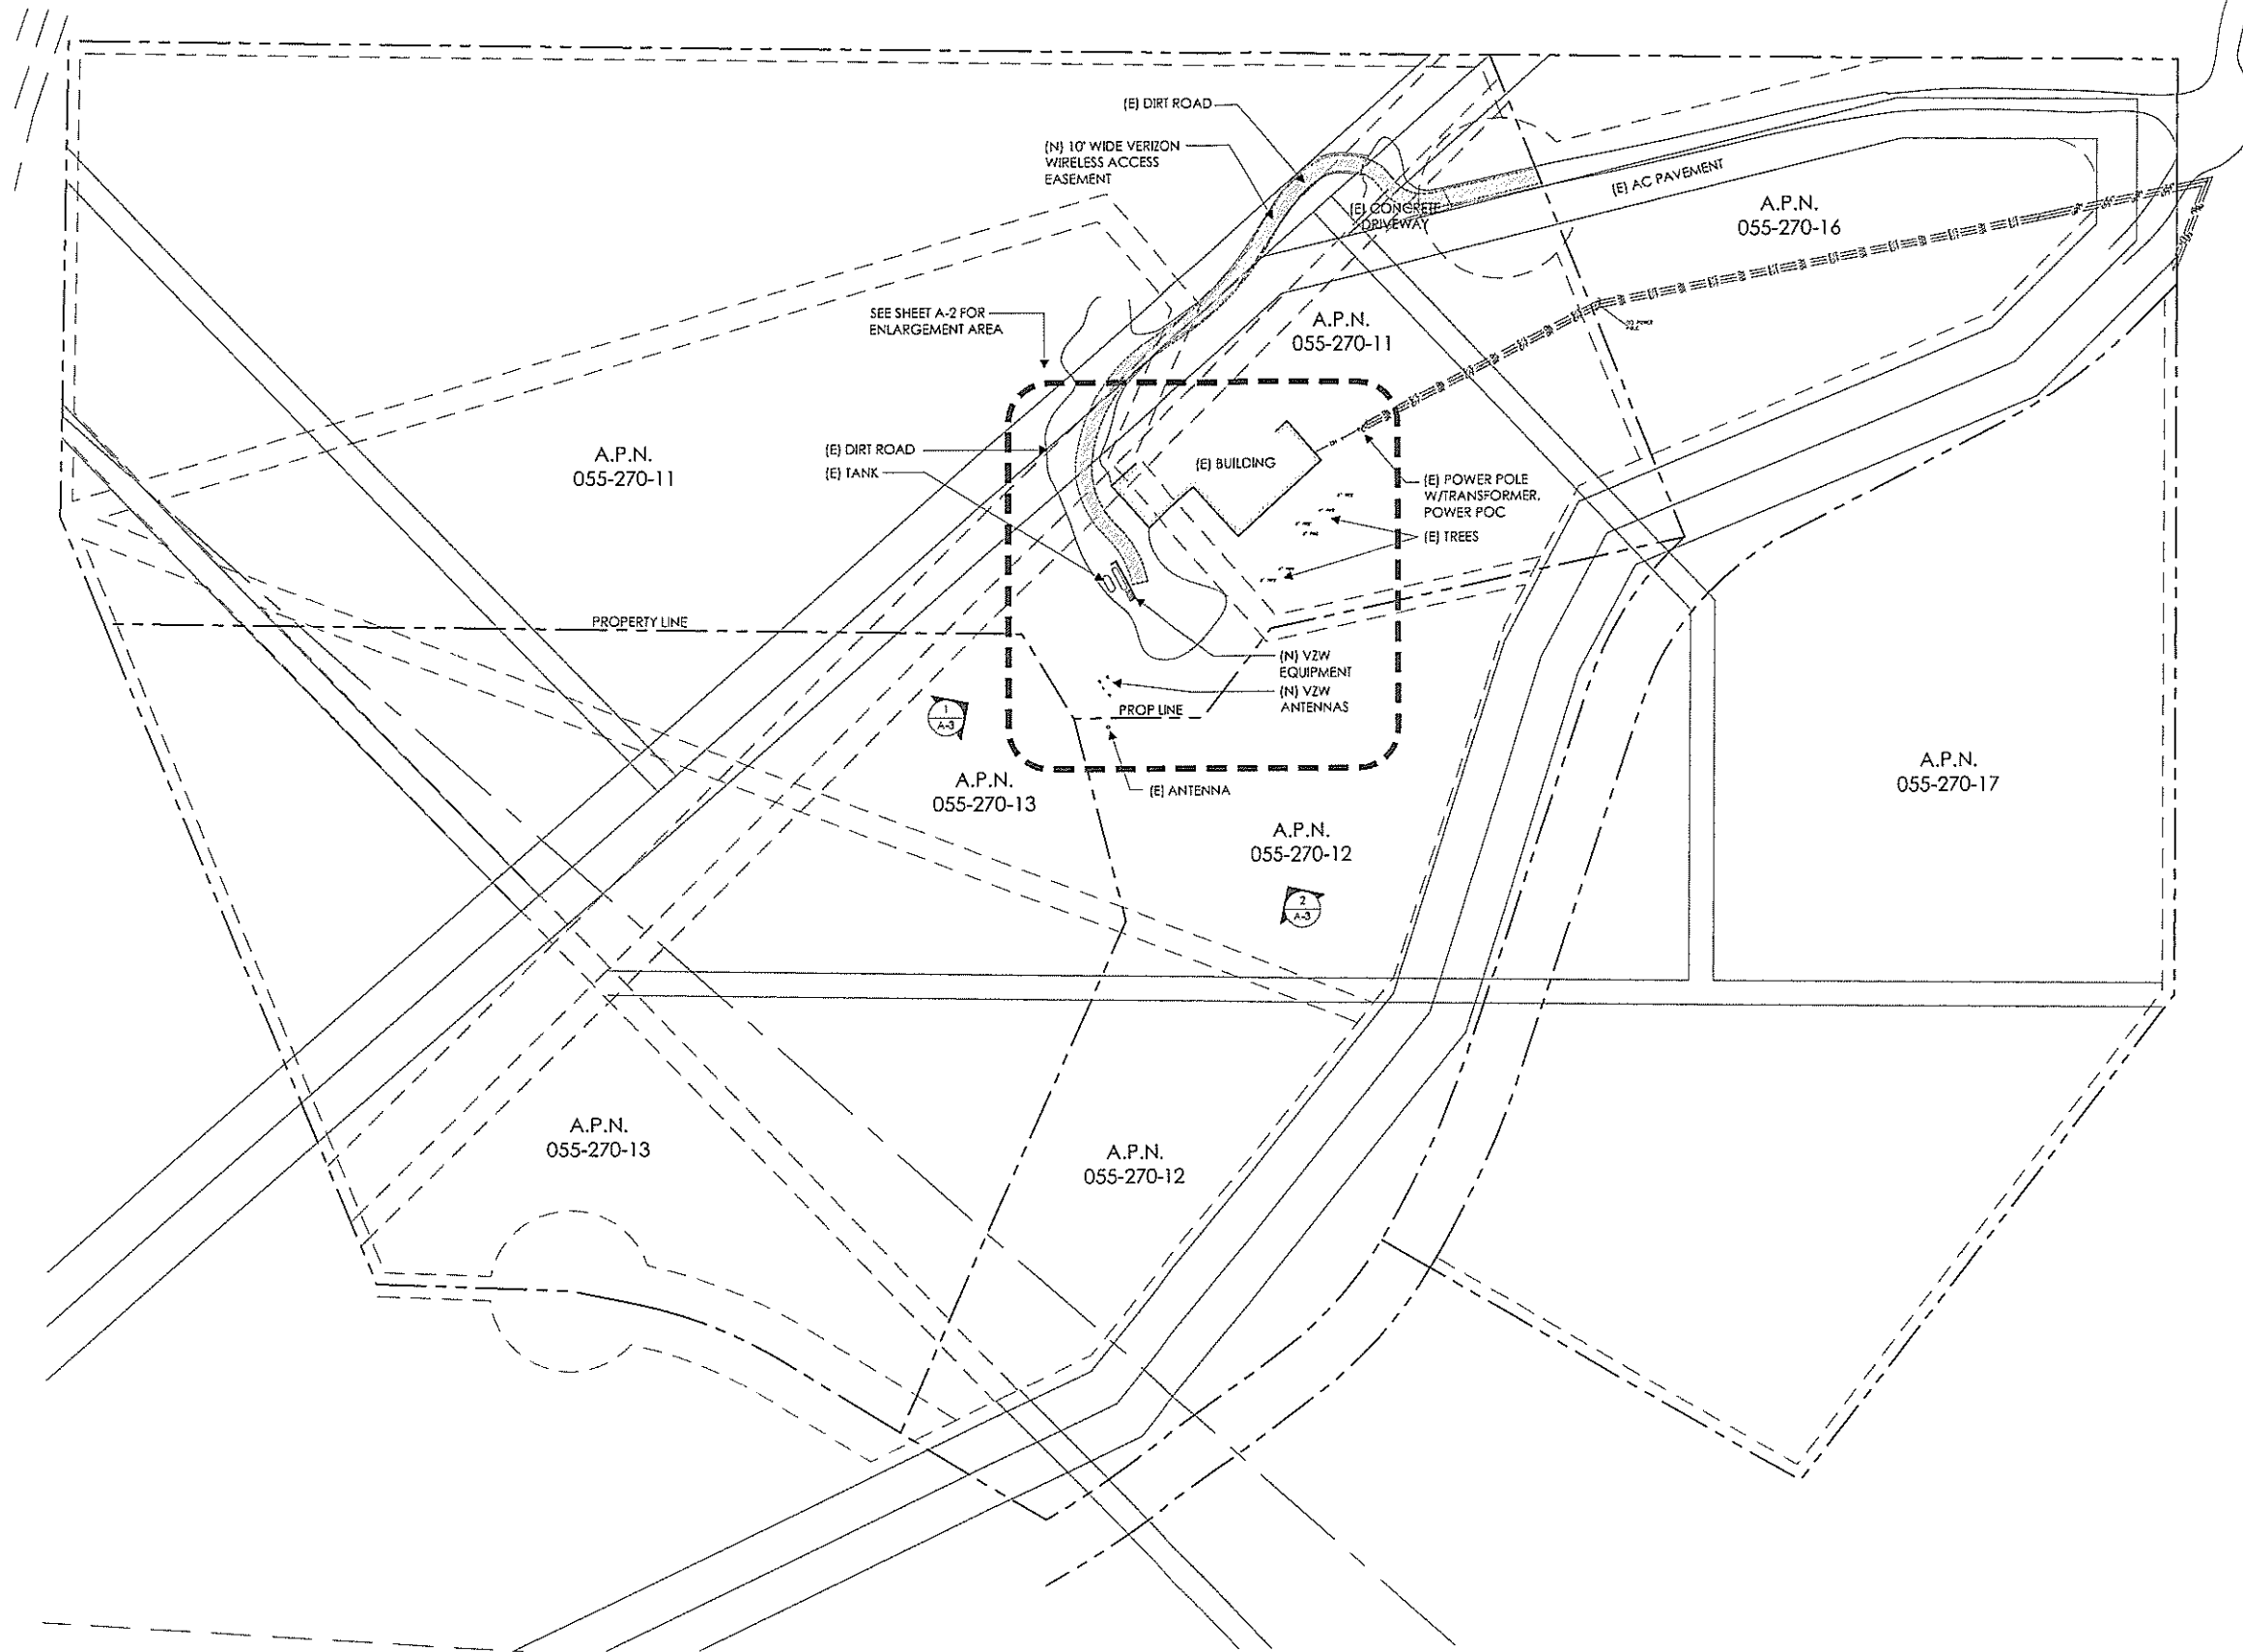 (E) DIRT ROAD
(N) 10' WIDE VERIZON
WIRELESS ACCESS
EASEMENT
(E) AC PAVEMENT
(E) CONCRETE
DRIVEWAY
A.P.N.
055-270-16
SEE SHEET A-2 FOR
ENLARGEMENT AREA
A.P.N.
055-270-11
A.P.N.
055-270-11
(E) DIRT ROAD
(E) TANK
(E) BUILDING
(E) POWER POLE
W/TRANSFORMER,
POWER POC
(E) TREES
PROPERTY LINE
(N) VZW
EQUIPMENT
(N) VZW
ANTENNAS
PROP LINE
1
A-3
A.P.N.
055-270-13
(E) ANTENNA
A.P.N.
055-270-17
A.P.N.
055-270-12
2
A-3
A.P.N.
055-270-13
A.P.N.
055-270-12